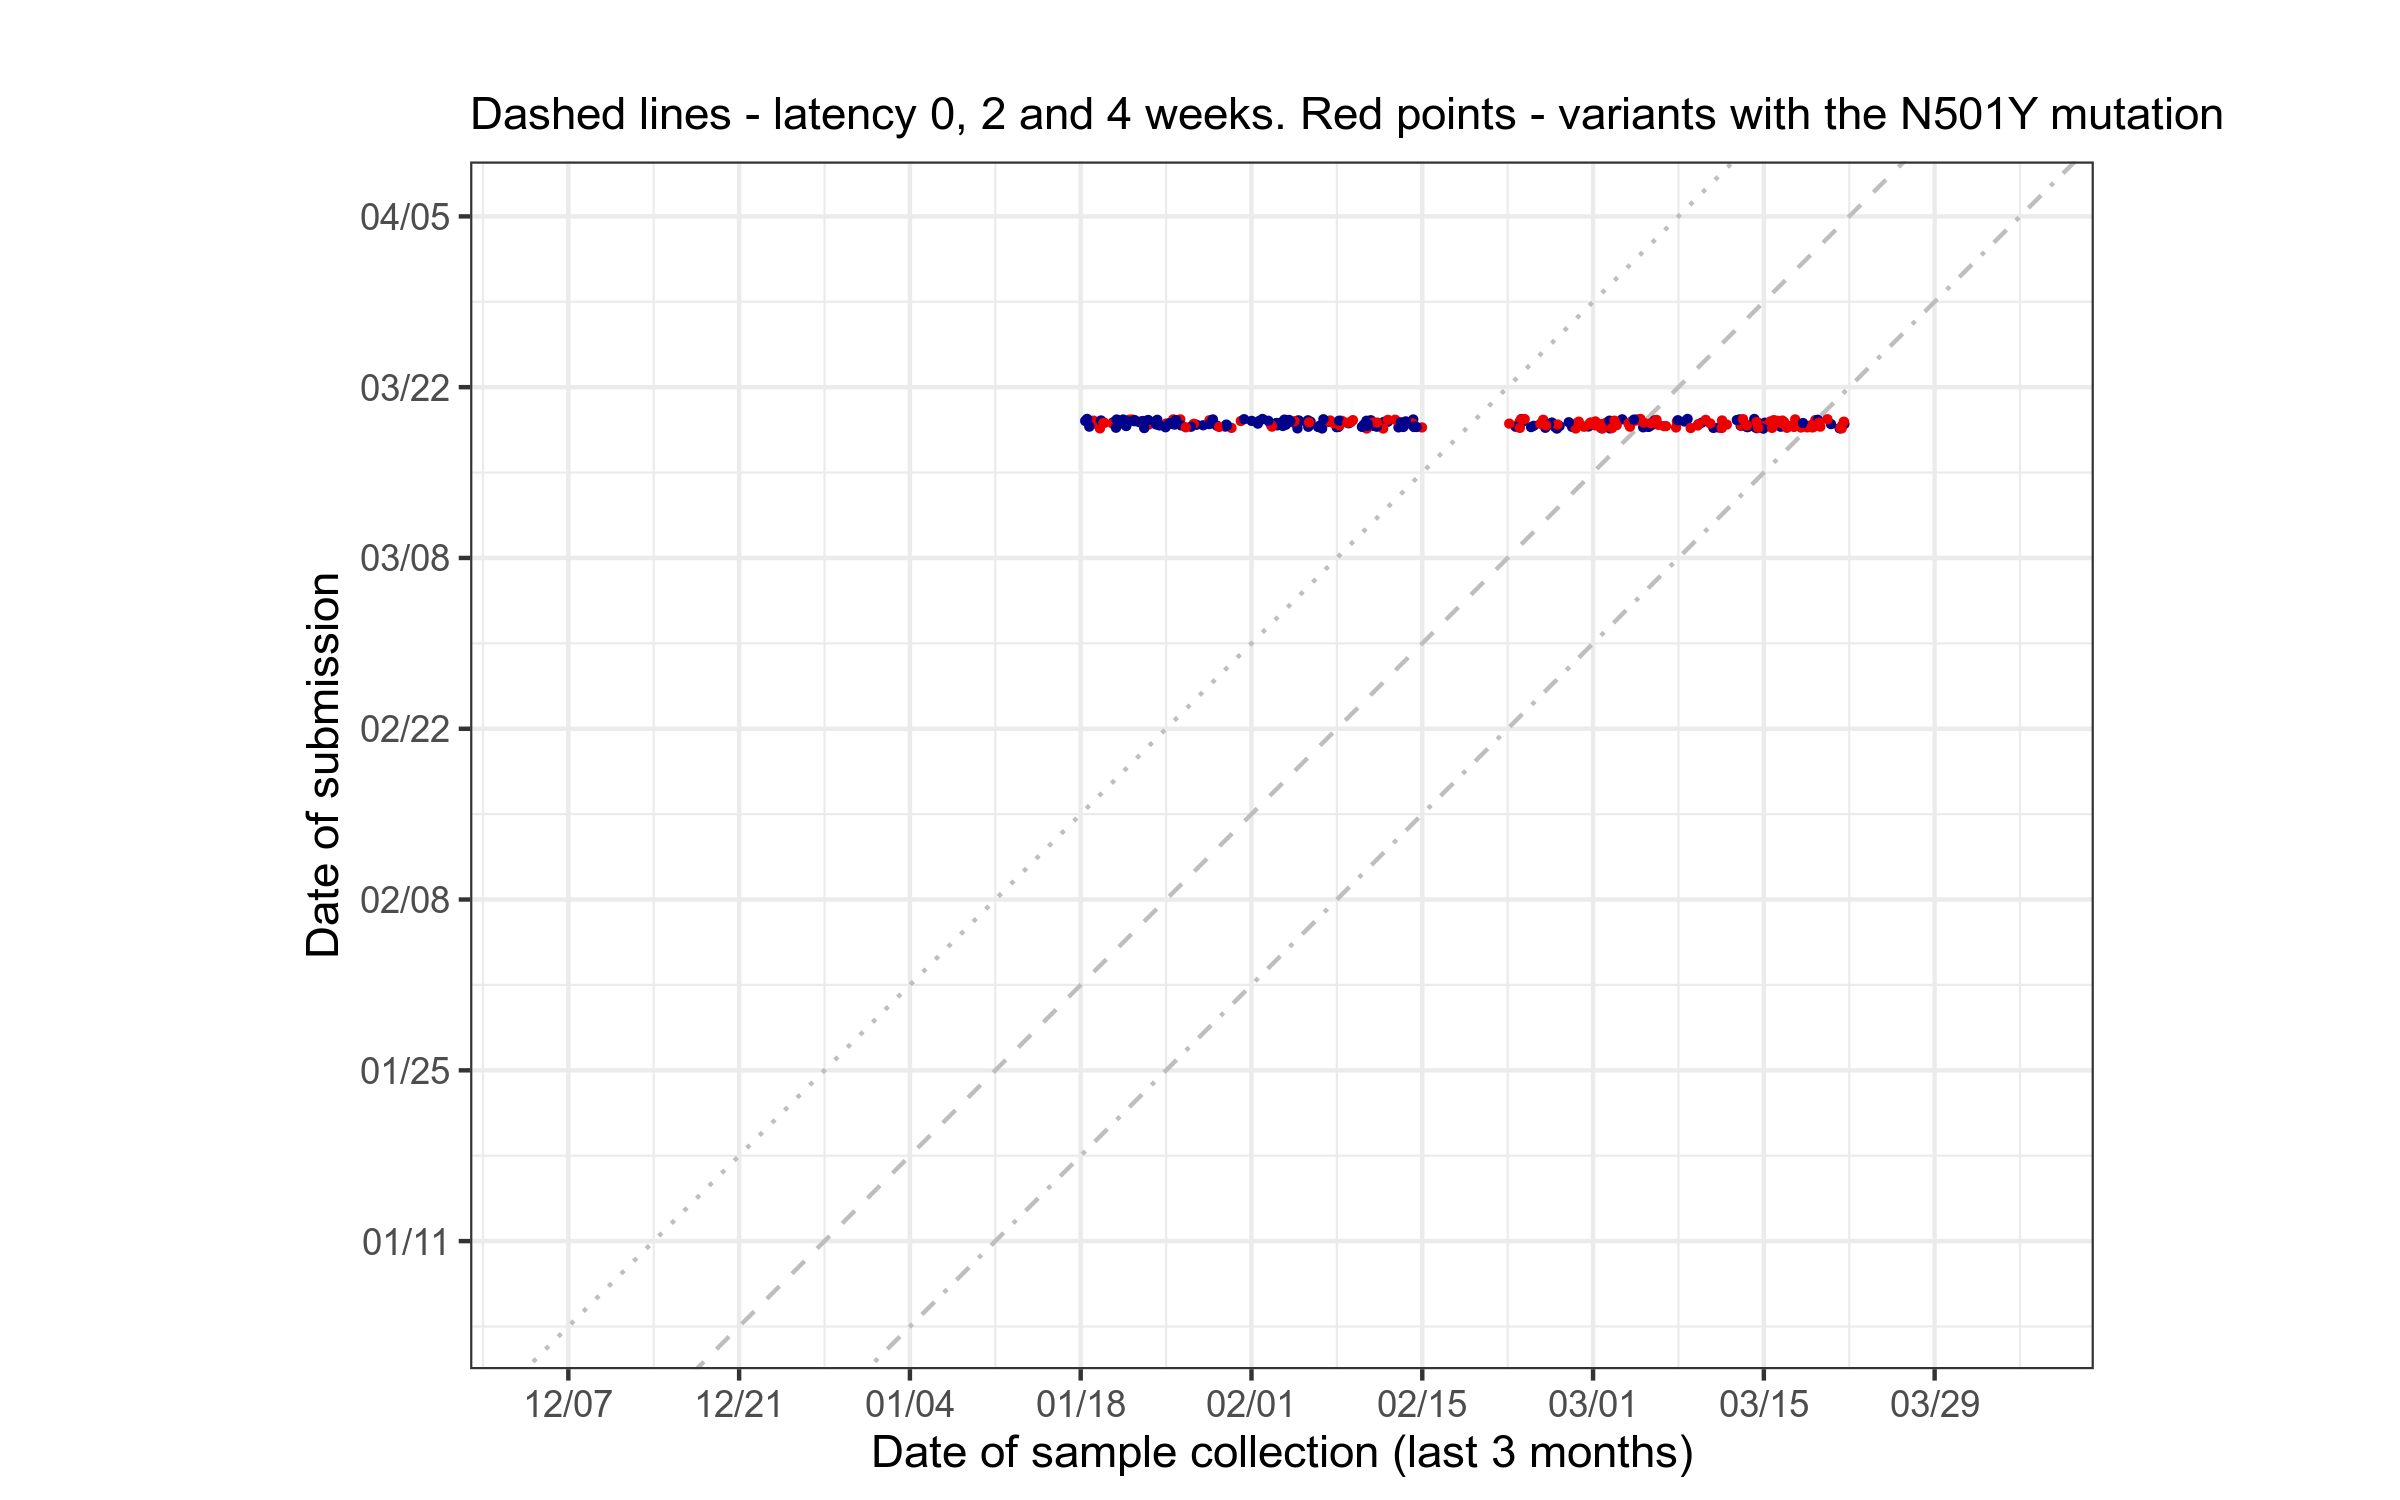 Dashed lines - latency 0, 2 and 4 weeks. Red points - variants with the N501Y mutation
04/05
03/22
03/08
02/22
02/08
01/25
01/11
Date of submission
12/07 12/21 01/04 01/18 02/01 02/15 03/01 03/15 03/29
Date of sample collection (last 3 months)